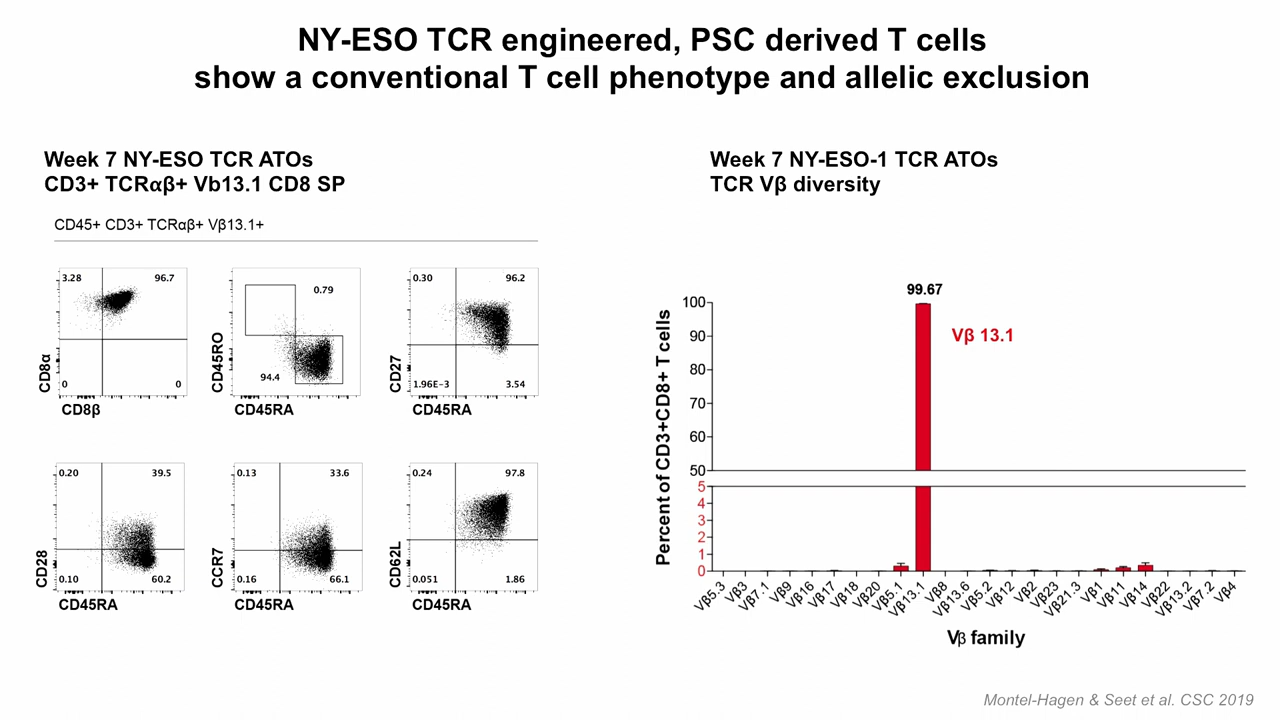 NY-ESO TCR engineered, PSC derived T cells
show a conventional T cell phenotype and allelic exclusion
Week 7 NY-ESO TCR ATOs
CD3+ TCRαβ+ Vb13.1 CD8 SP
CD45+ CD3+ TCRαβ+ Vβ13.1+
3.28
96.7
0
0
CD8α
CD8β
0.79
94.4
CD45RO
CD45RA
0.30
96.2
1.96E-3
3.54
CD27
CD45RA
0.20
39.5
0.10
60.2
CD28
CD45RA
0.13
33.6
0.16
66.1
CCR7
CD45RA
0.24
97.8
0.051
1.86
CD62L
CD45RA
Week 7 NY-ESO-1 TCR ATOs
TCR Vβ diversity
Percent of CD3+CD8+ T cells
99.67
Vβ 13.1
100
90
80
70
60
50
5
4
3
2
1
0
Vβ5.3
Vβ3
Vβ7.1
Vβ9
Vβ16
Vβ17
Vβ18
Vβ20
Vβ5.1
Vβ13.1
Vβ8
Vβ13.6
Vβ5.2
Vβ12
Vβ2
Vβ23
Vβ21.3
Vβ1
Vβ11
Vβ14
Vβ22
Vβ13.2
Vβ7.2
Vβ4
Vβ family
Montel-Hagen & Seet et al. CSC 2019